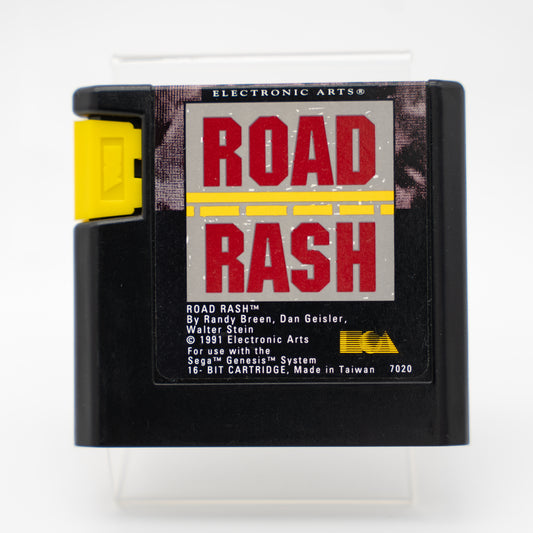 ELECTRONIC ARTS®
ROAD
RASH
ROAD RASH™
By Randy Breen, Dan Geisler,
Walter Stein
© 1991 Electronic Arts
For use with the
Sega™ Genesis™ System
16- BIT CARTRIDGE, Made in Taiwan 7020
EA